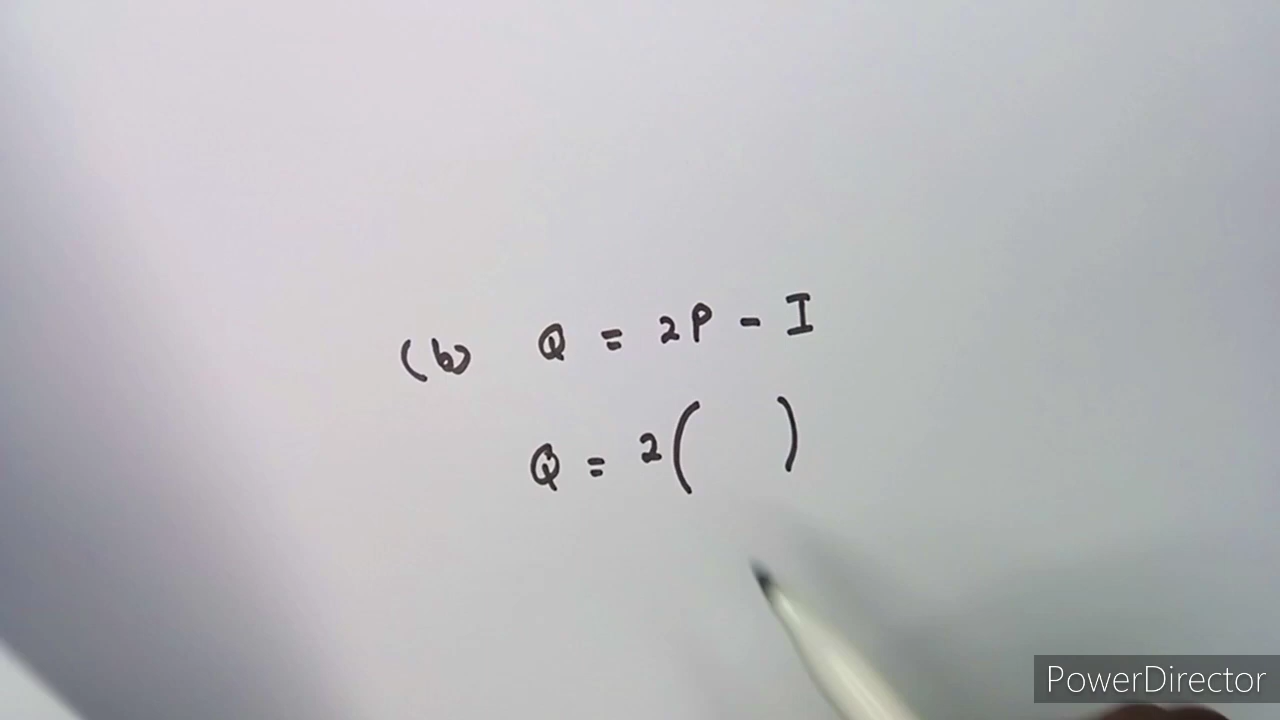 (b) Q = 2P - I
Q = 2( )
PowerDirector